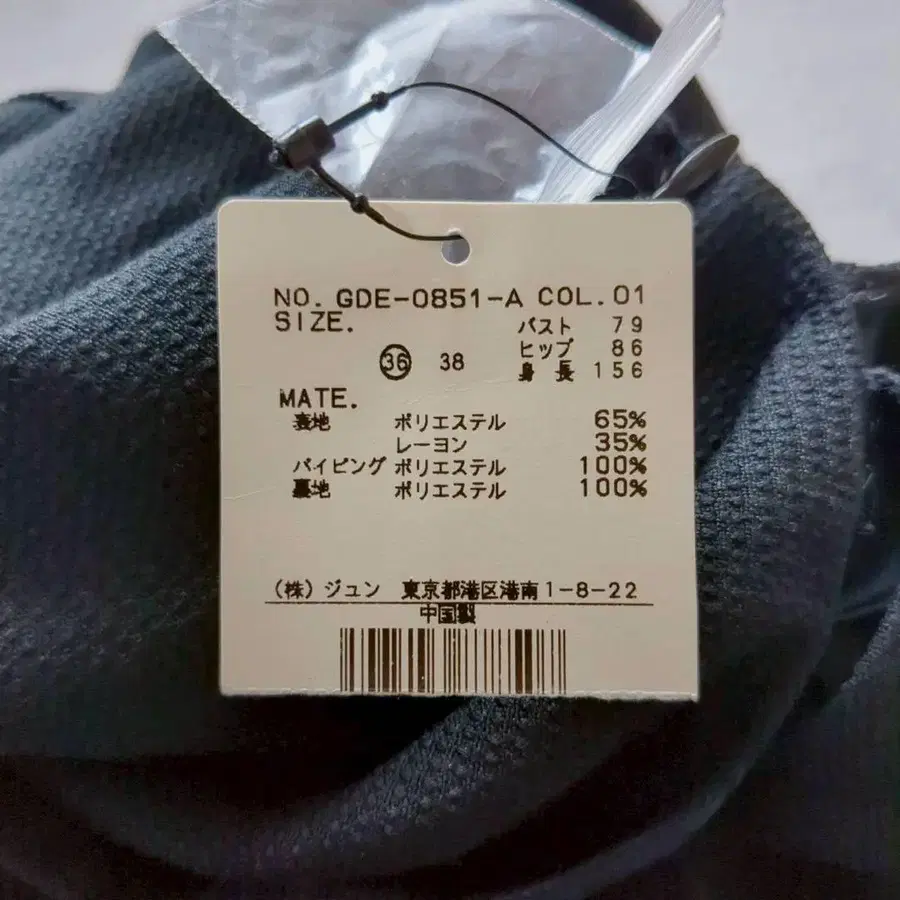 NO. GDE-0851-A COL. 01
SIZE. バスト 79
ヒップ 86
36 38 身長 156
MATE.
表地 ポリエステル 65%
レーヨン 35%
パイピング ポリエステル 100%
裏地 ポリエステル 100%
(株) ジュン 東京都港区港南1-8-22
中国製